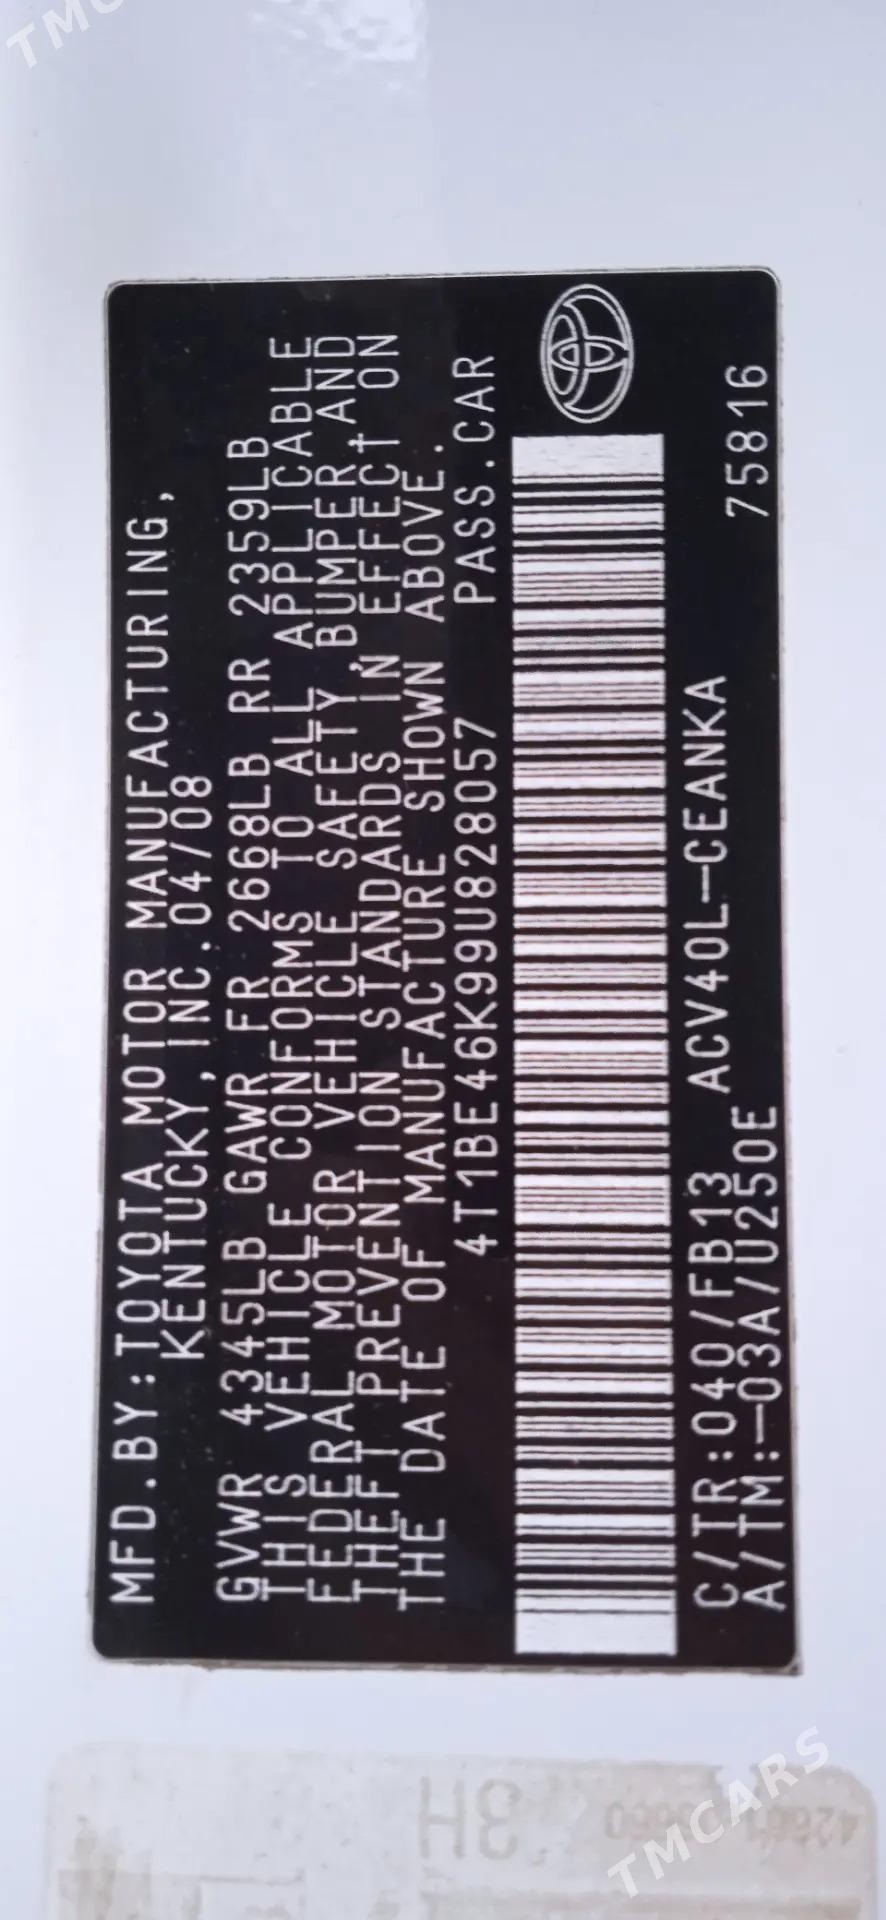 MFD.BY:TOYOTA MOTOR MANUFACTURING,
KENTUCKY,INC.04/08
GVWR 4345LB GAWR FR 2668LB RR 2359LB
THIS VEHICLE CONFORMS TO ALL APPLICABLE
FEDERAL MOTOR VEHICLE SAFETY,BUMPER AND
THEFT PREVENTION STANDARDS IN EFFECT ON
THE DATE OF MANUFACTURE SHOWN ABOVE.
4T1BE46K99U828057 PASS.CAR
C/TR:040/FB13 ACV40L-CEANKA
A/TM:-03A/U250E 75816
3H
TMCARS